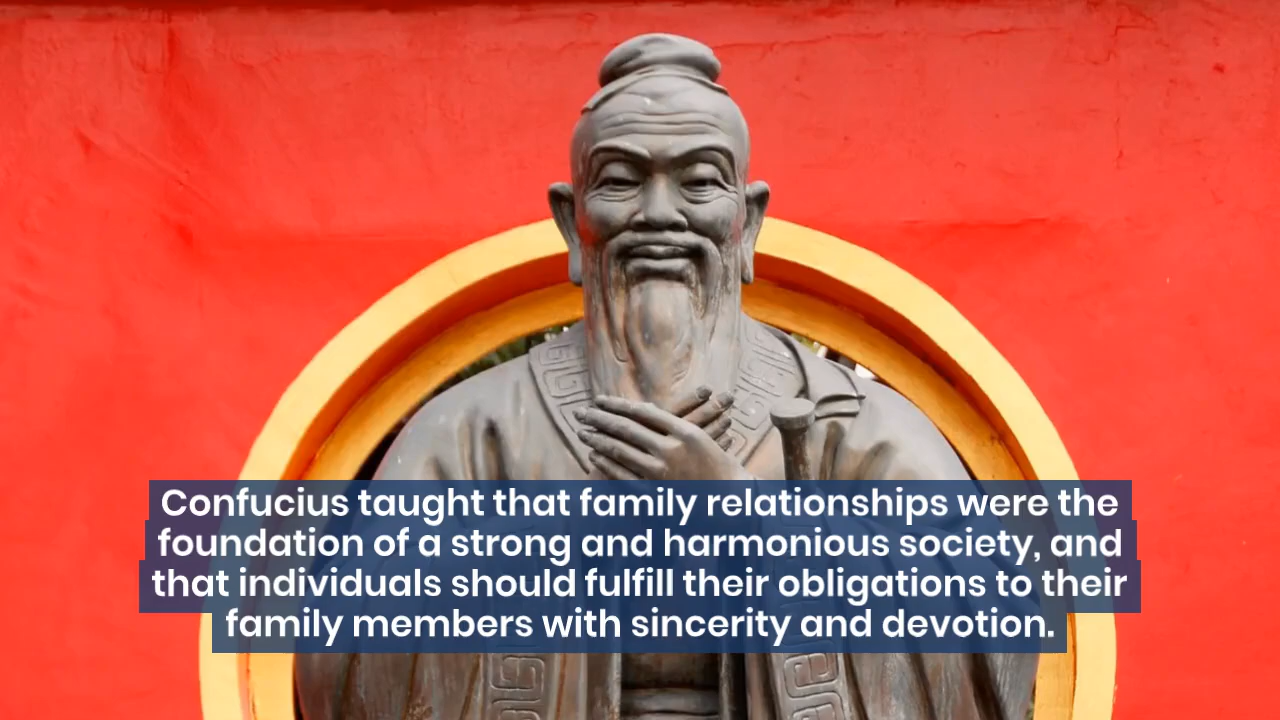 Confucius taught that family relationships were the
foundation of a strong and harmonious society, and
that individuals should fulfill their obligations to their
family members with sincerity and devotion.